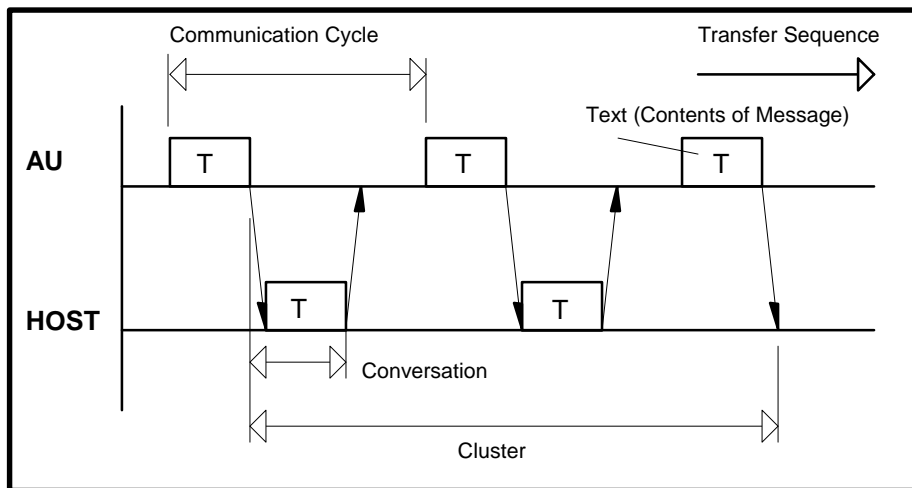 Communication Cycle
Transfer Sequence
Text (Contents of Message)
AU
T
T
T
HOST
T
T
Conversation
Cluster